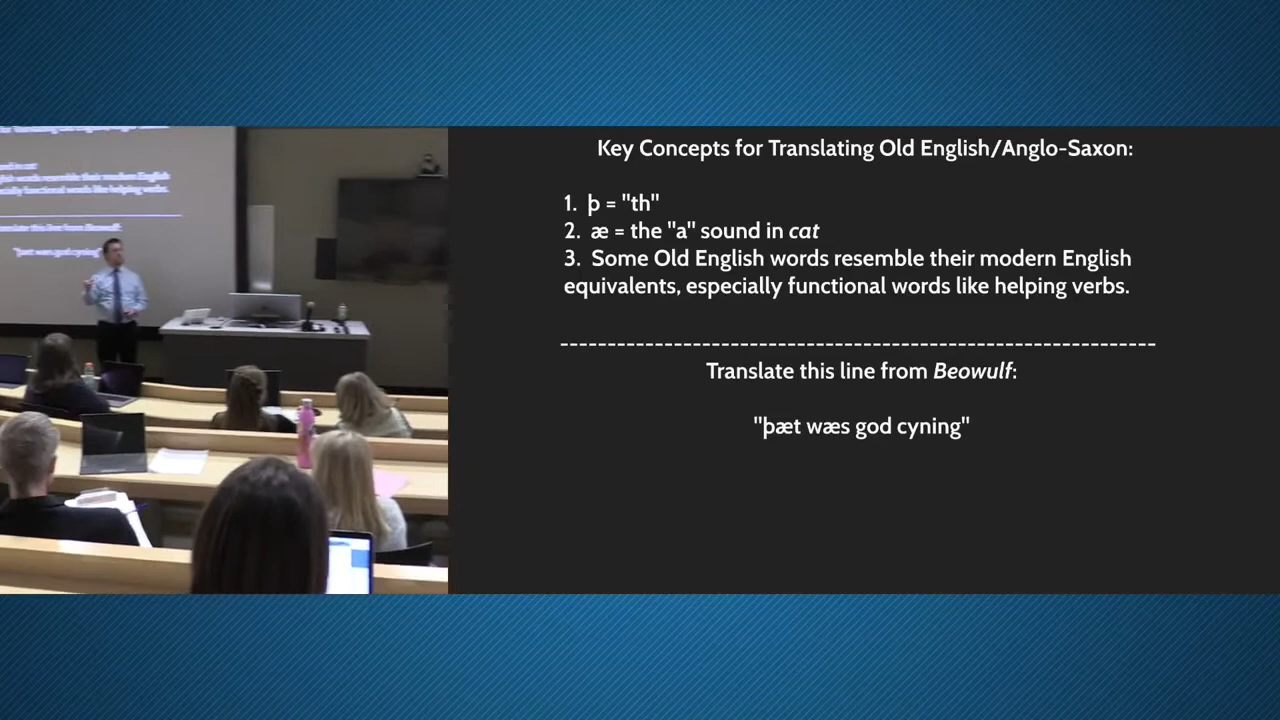 Key Concepts for Translating Old English/Anglo-Saxon:
1. þ = "th"
2. æ = the "a" sound in cat
3. Some Old English words resemble their modern English
equivalents, especially functional words like helping verbs.
-------------------------------------------------------------
Translate this line from Beowulf:
"þæt wæs god cyning"